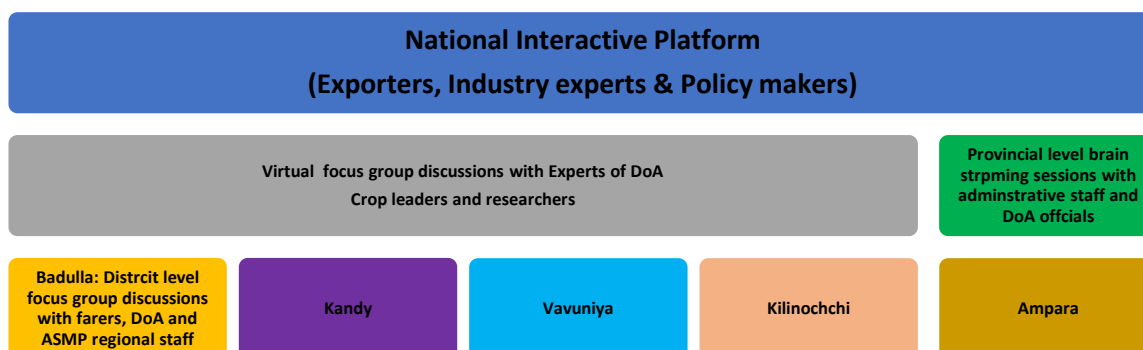 National Interactive Platform
(Exporters, Industry experts & Policy makers)
Virtual focus group discussions with Experts of DoA
Crop leaders and researchers
Provincial level brain
strpming sessions with
adminstrative staff and
DoA offcials
Badulla: Distrcit level
focus group discussions
with farers, DoA and
ASMP regional staff
Kandy
Vavuniya
Kilinochchi
Ampara